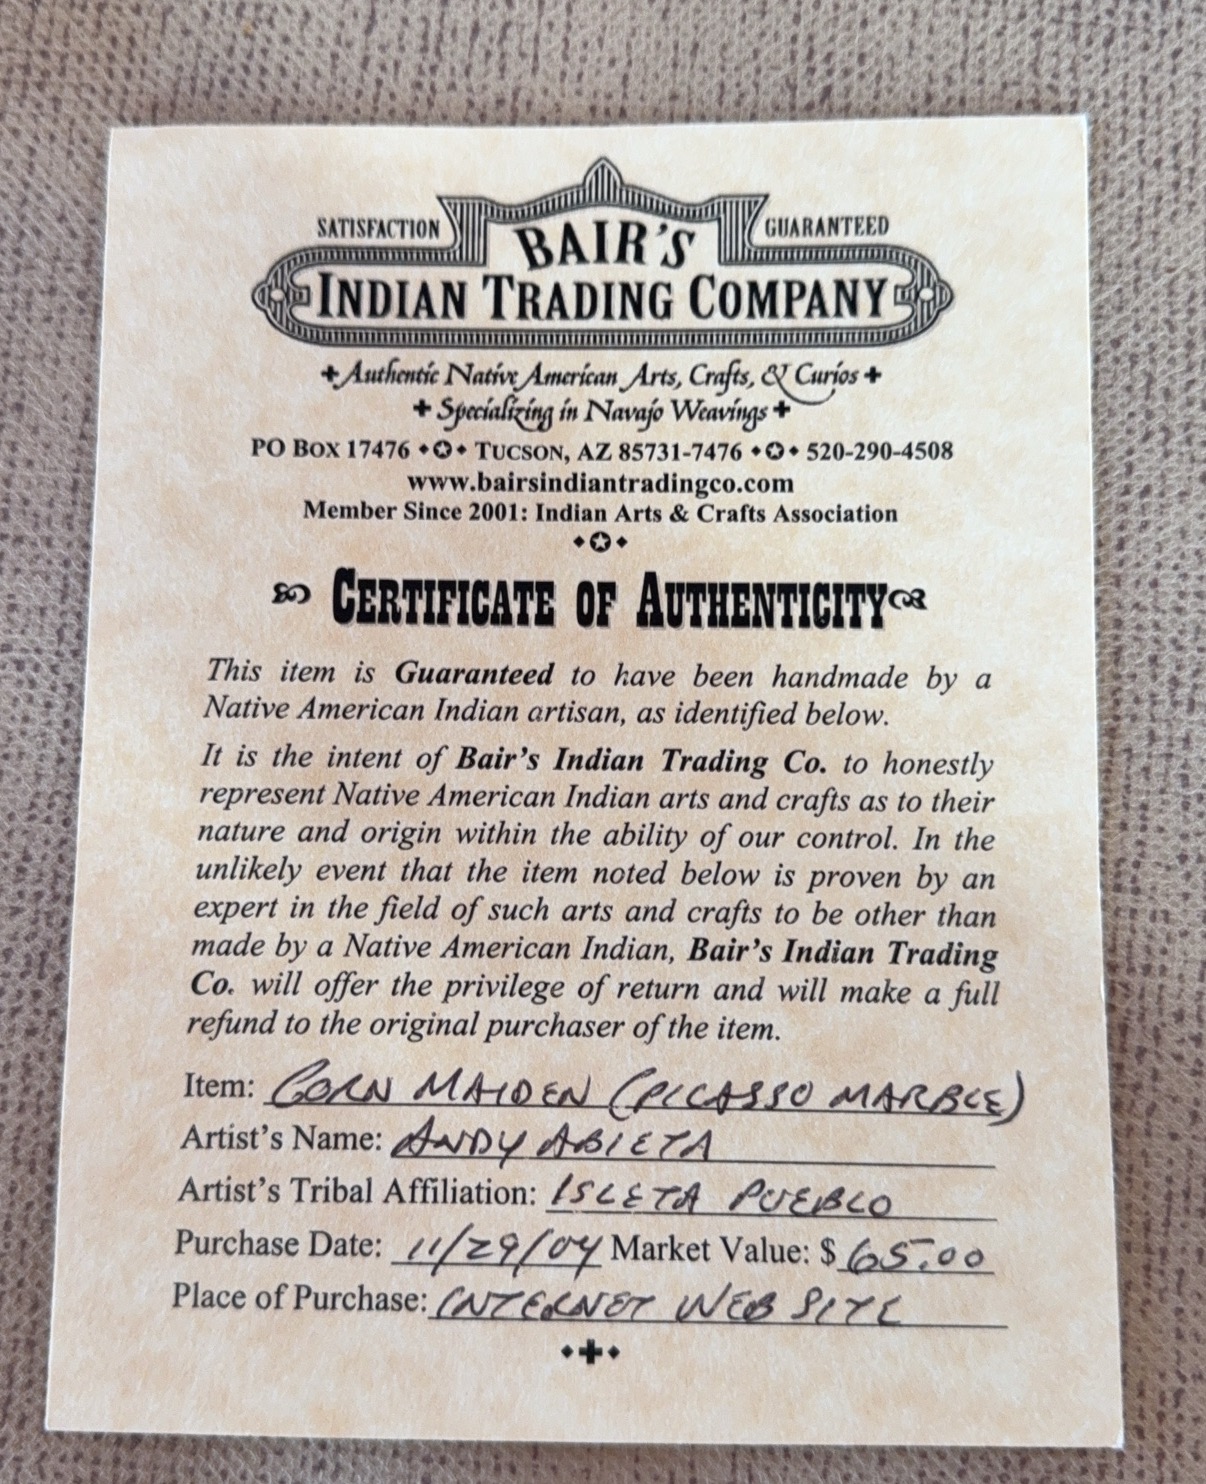 SATISFACTION GUARANTEED
BAIR'S
INDIAN TRADING COMPANY
+ Authentic Native American Arts, Crafts, & Curios +
+ Specializing in Navajo Weavings +
PO BOX 17476 • ✪ • TUCSON, AZ 85731-7476 • ✪ • 520-290-4508
www.bairsindiantradingco.com
Member Since 2001: Indian Arts & Crafts Association
CERTIFICATE OF AUTHENTICITY
This item is Guaranteed to have been handmade by a
Native American Indian artisan, as identified below.
It is the intent of Bair's Indian Trading Co. to honestly
represent Native American Indian arts and crafts as to their
nature and origin within the ability of our control. In the
unlikely event that the item noted below is proven by an
expert in the field of such arts and crafts to be other than
made by a Native American Indian, Bair's Indian Trading
Co. will offer the privilege of return and will make a full
refund to the original purchaser of the item.
Item: CORN MAIDEN (PICASSO MARBLE)
Artist's Name: ANDY ABIETA
Artist's Tribal Affiliation: ISLETA PUEBLO
Purchase Date: 11/29/04 Market Value: $ 65.00
Place of Purchase: INTERNET WEB SITE